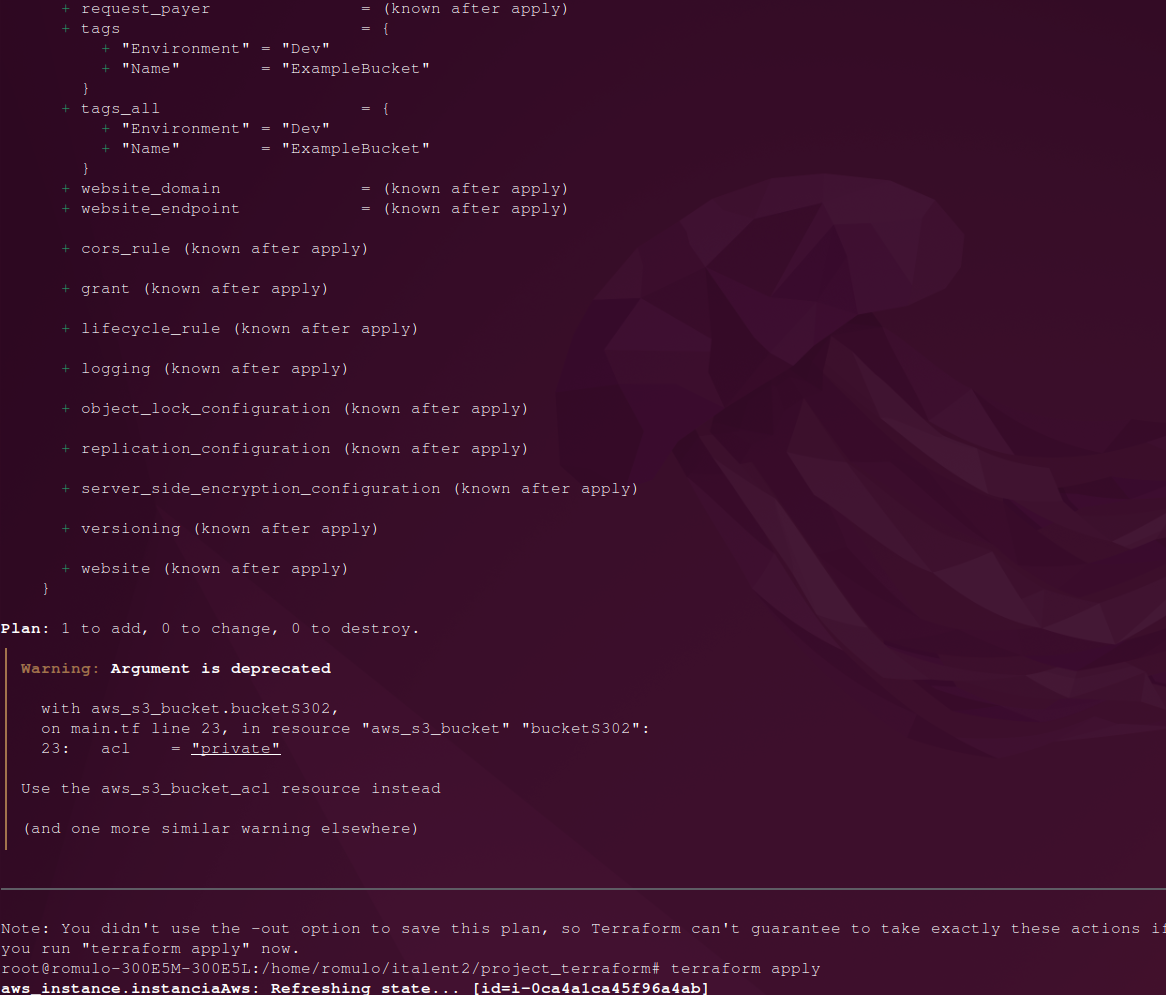 + request_payer = (known after apply)
+ tags = {
+ "Environment" = "Dev"
+ "Name" = "ExampleBucket"
}
+ tags_all = {
+ "Environment" = "Dev"
+ "Name" = "ExampleBucket"
}
+ website_domain = (known after apply)
+ website_endpoint = (known after apply)
+ cors_rule (known after apply)
+ grant (known after apply)
+ lifecycle_rule (known after apply)
+ logging (known after apply)
+ object_lock_configuration (known after apply)
+ replication_configuration (known after apply)
+ server_side_encryption_configuration (known after apply)
+ versioning (known after apply)
+ website (known after apply)
}
Plan: 1 to add, 0 to change, 0 to destroy.
Warning: Argument is deprecated
with aws_s3_bucket.bucketS302,
on main.tf line 23, in resource "aws_s3_bucket" "bucketS302":
23: acl = "private"
Use the aws_s3_bucket_acl resource instead
(and one more similar warning elsewhere)
Note: You didn't use the -out option to save this plan, so Terraform can't guarantee to take exactly these actions if
you run "terraform apply" now.
root@romulo-300E5M-300E5L:/home/romulo/italent2/project_terraform# terraform apply
aws_instance.instanciaAws: Refreshing state... [id=i-0ca4a1ca45f96a4ab]